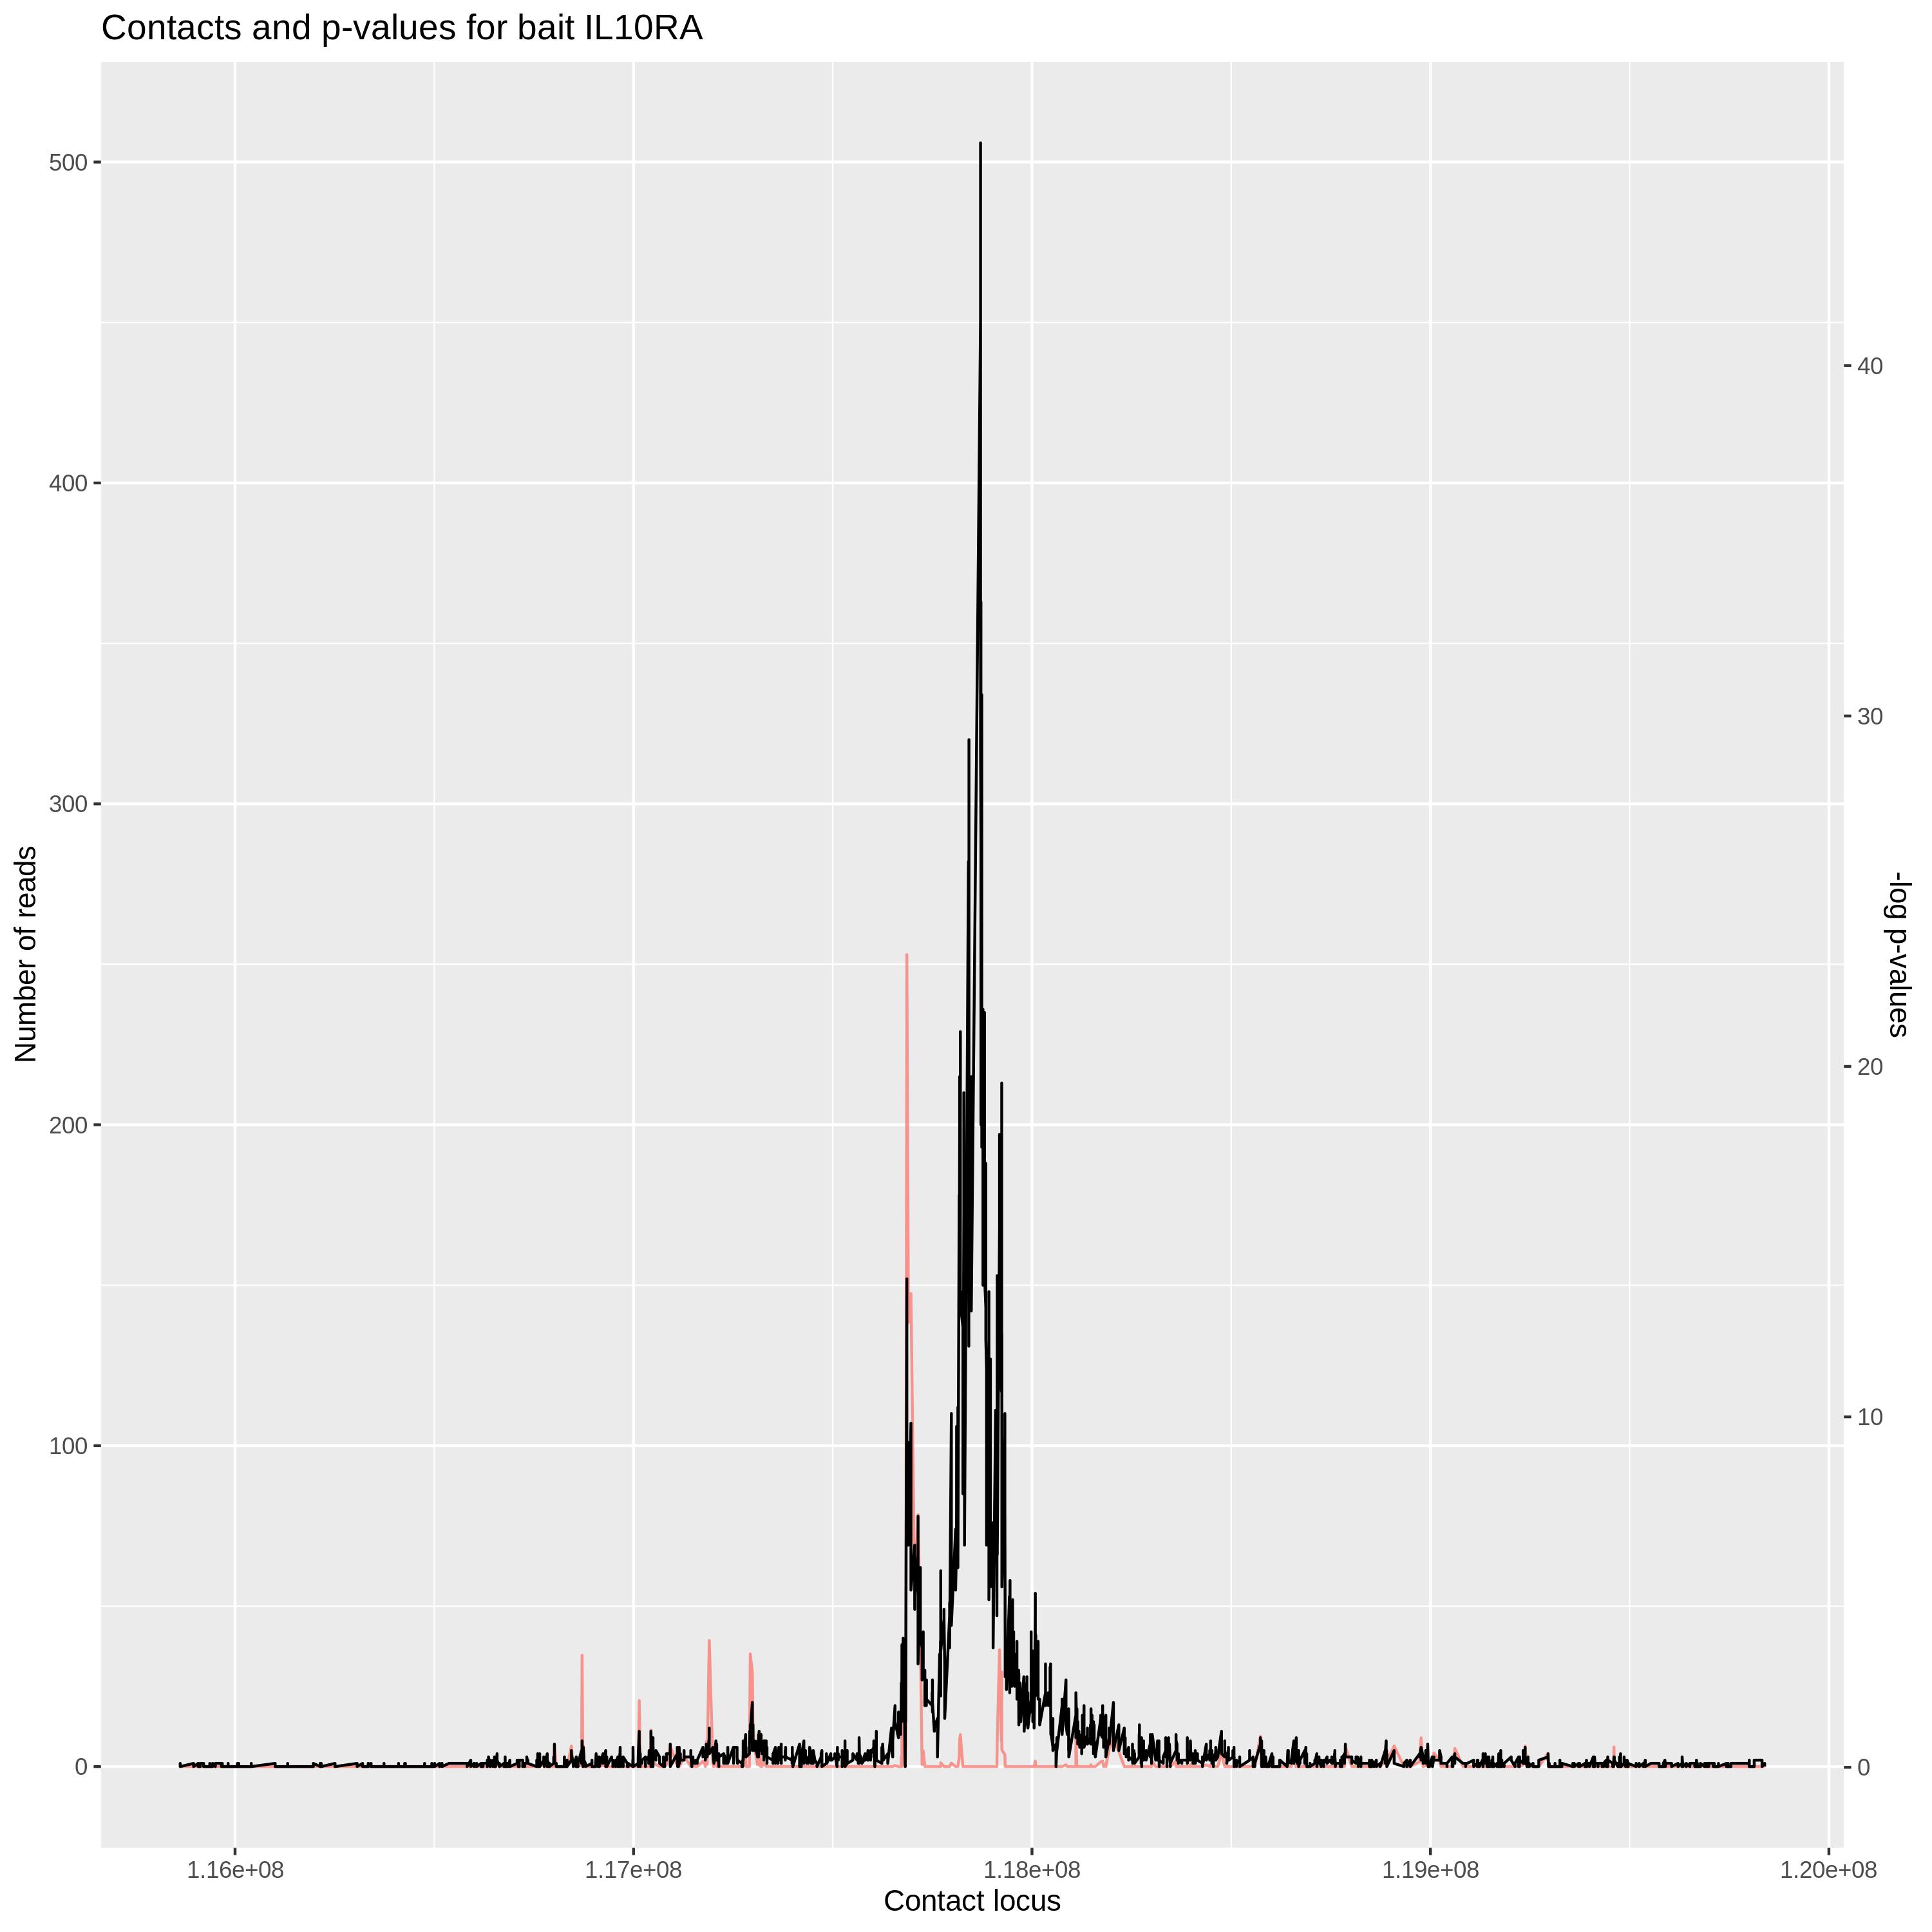 Contacts and p-values for bait IL10RA
500
400
300
200
100
0
Number of reads
40
30
20
10
0
-log p-values
1.16e+08
1.17e+08
1.18e+08
1.19e+08
1.20e+08
Contact locus